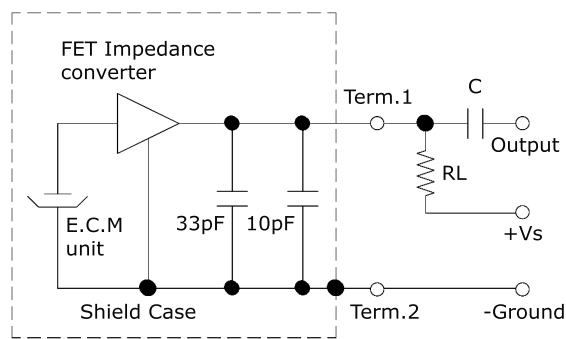 FET Impedance
converter
Term.1
C
Output
RL
+Vs
E.C.M
unit
33pF
10pF
Shield Case
Term.2
-Ground